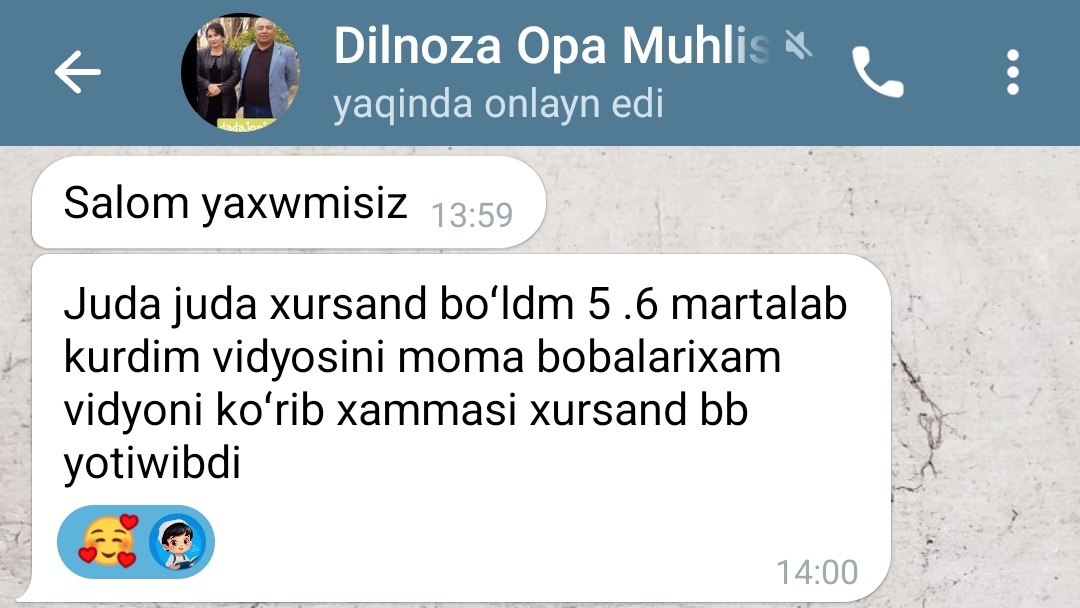 Dilnoza Opa Muhlis
yaqinda onlayn edi
Salom yaxwmisiz 13:59
Juda juda xursand bo‘ldm 5 .6 martalab
kurdim vidyosini moma bobalarixam
vidyoni ko‘rib xammasi xursand bb
yotiwibdi
14:00